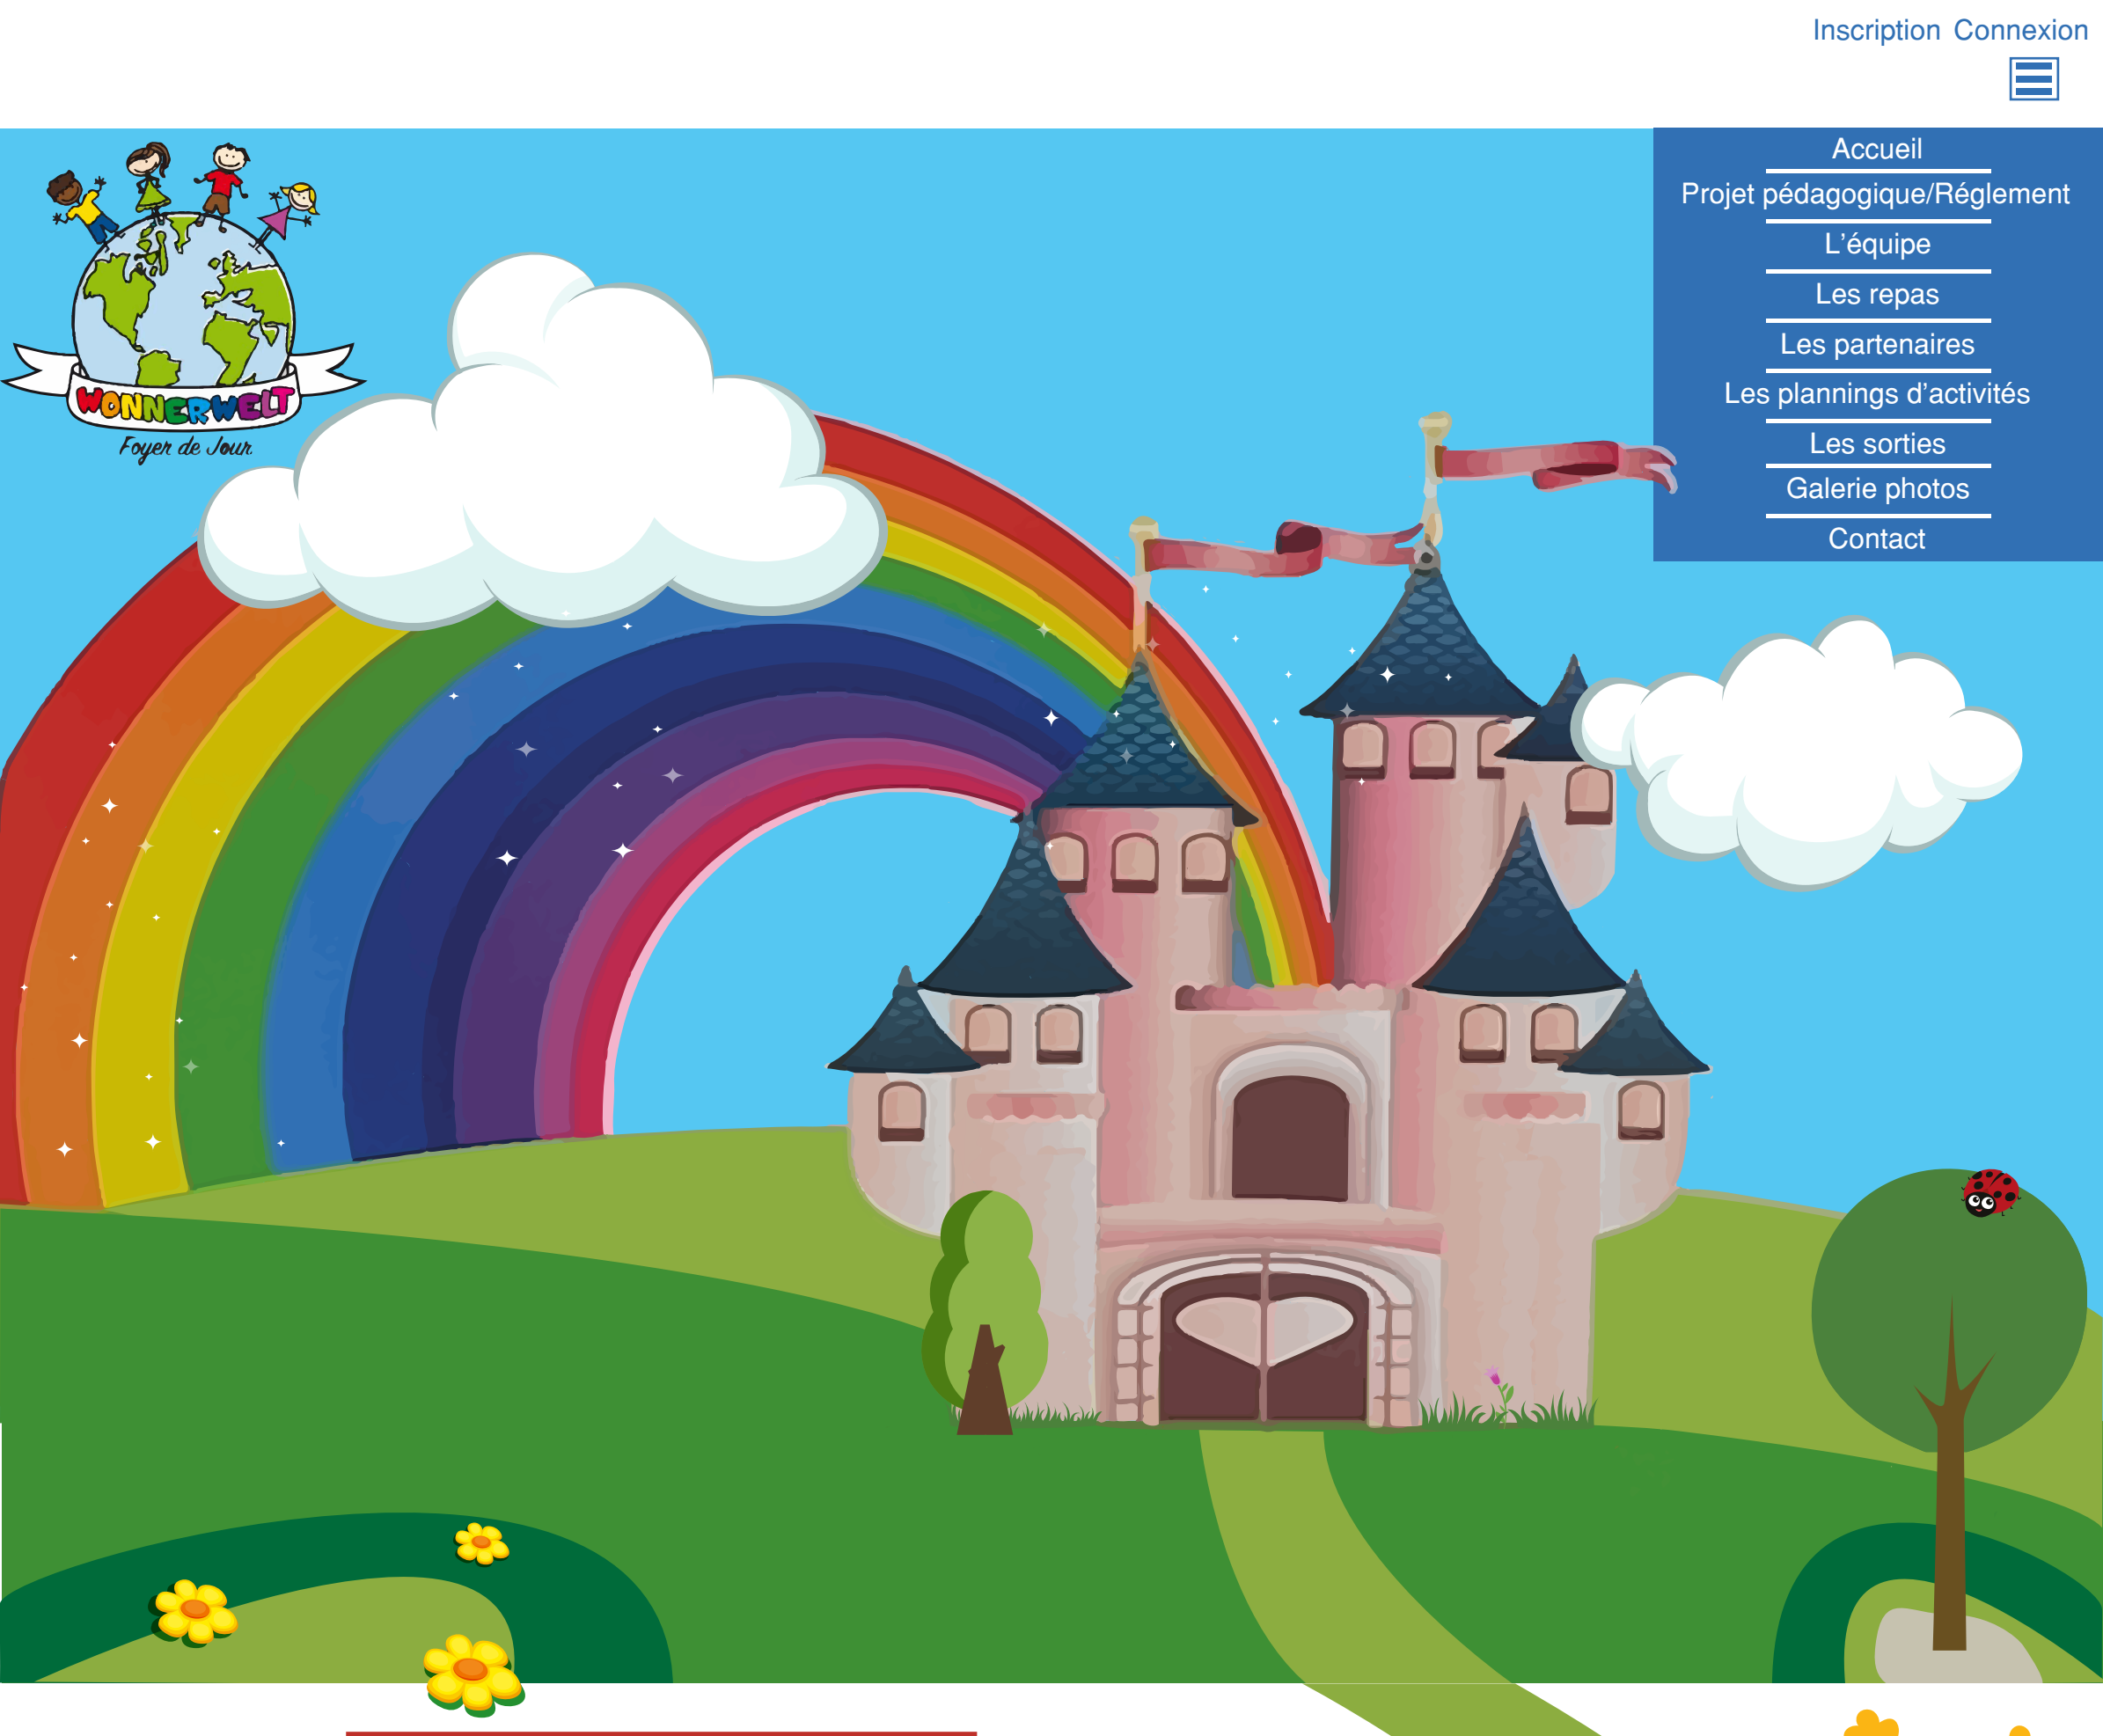 Inscription Connexion
Accueil
Projet pédagogique/Réglement
L'équipe
Les repas
Les partenaires
Les plannings d'activités
Les sorties
Galerie photos
Contact
WONNERWELT
Foyer de Jour